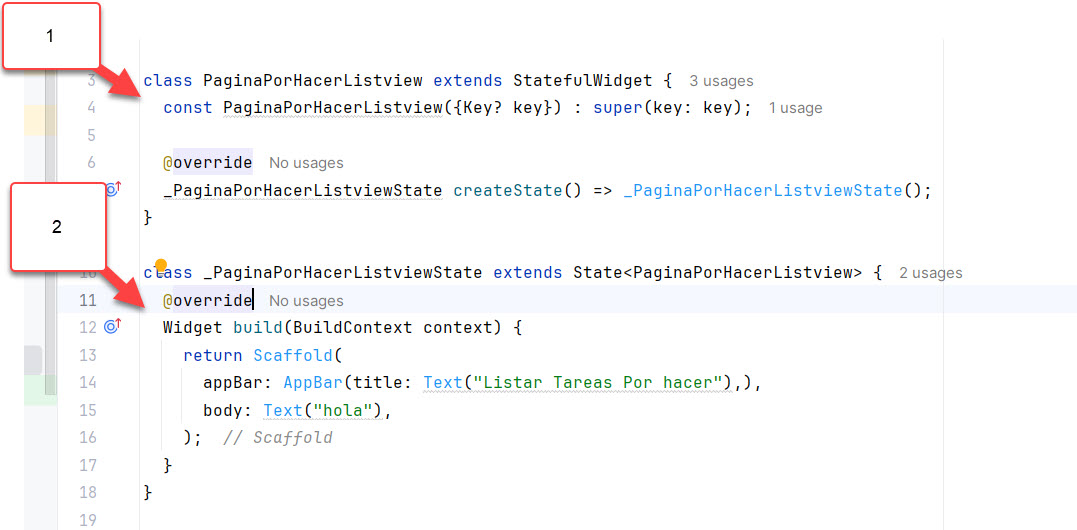 1
3 class PaginaPorHacerListview extends StatefulWidget { 3 usages
4 const PaginaPorHacerListview({Key? key}) : super(key: key); 1 usage
5
6 @override No usages
_PaginaPorHacerListviewState createState() => _PaginaPorHacerListviewState();
2
}
10 class _PaginaPorHacerListviewState extends State<PaginaPorHacerListview> { 2 usages
11 @override No usages
12 Widget build(BuildContext context) {
13 return Scaffold(
14 appBar: AppBar(title: Text("Listar Tareas Por hacer"),),
15 body: Text("hola"),
16 ); // Scaffold
17 }
18 }
19